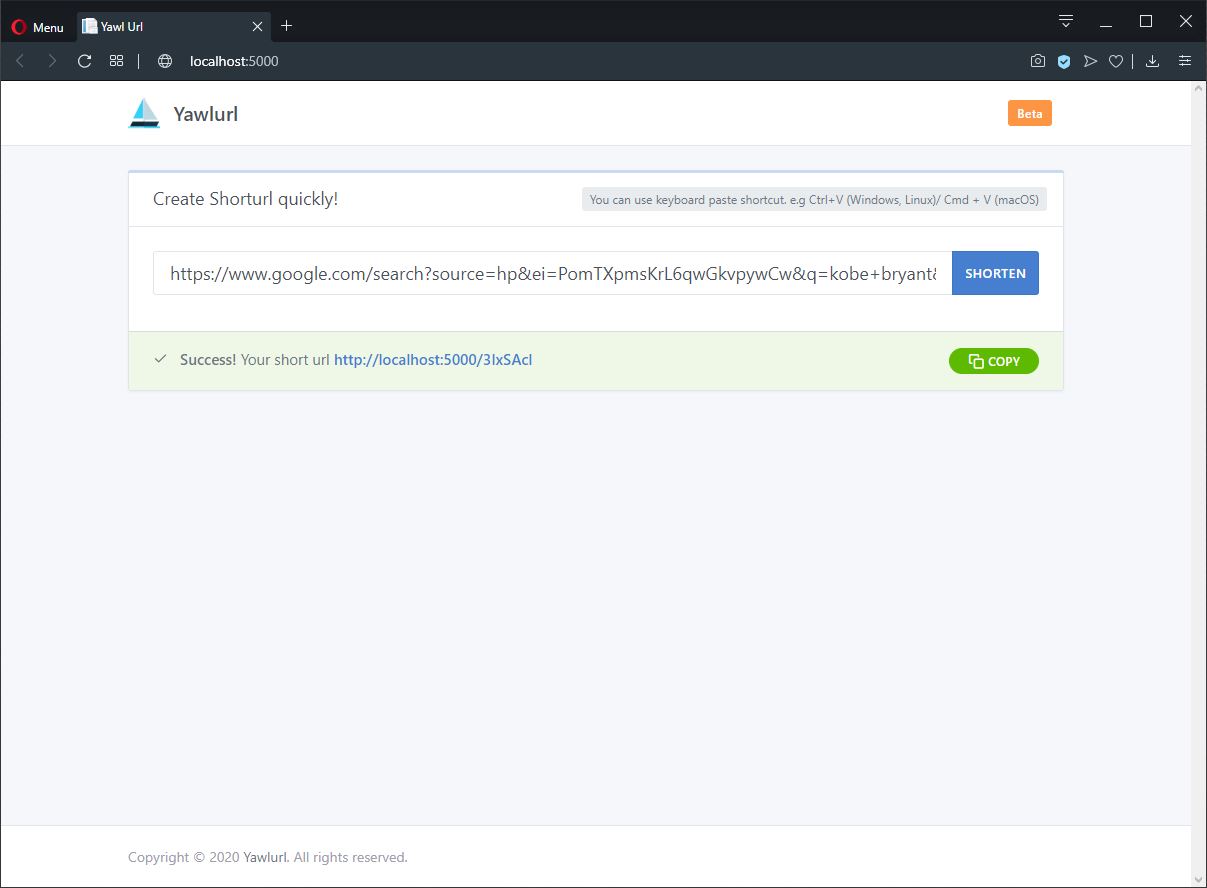 Menu
Yawl Url
localhost:5000
Yawlurl
Beta
Create Shorturl quickly!
You can use keyboard paste shortcut. e.g Ctrl+V (Windows, Linux)/ Cmd + V (macOS)
https://www.google.com/search?source=hp&ei=PomTXpmsKrL6qwGkvpywCw&q=kobe+bryant&
SHORTEN
Success! Your short url http://localhost:5000/3IxSAcI
COPY
Copyright © 2020 Yawlurl. All rights reserved.